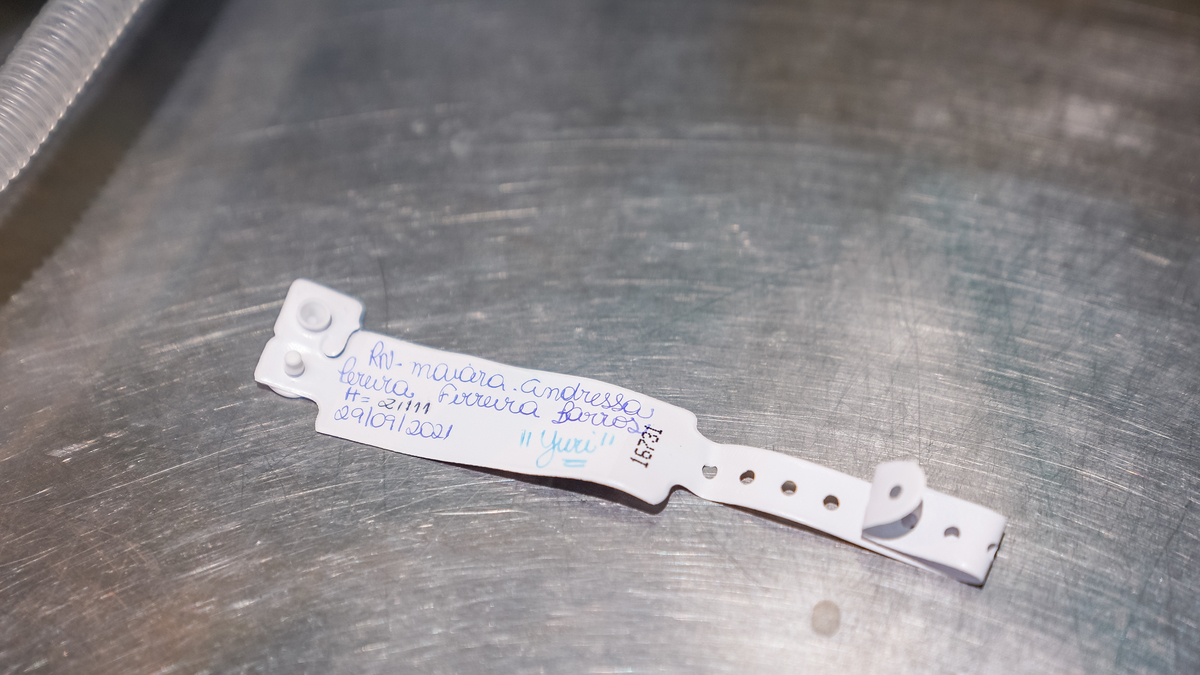 RN- maiara. Andressa
Pereira Ferreira Barros
H= 21:11
29/09/2021
"Yuri"
16731